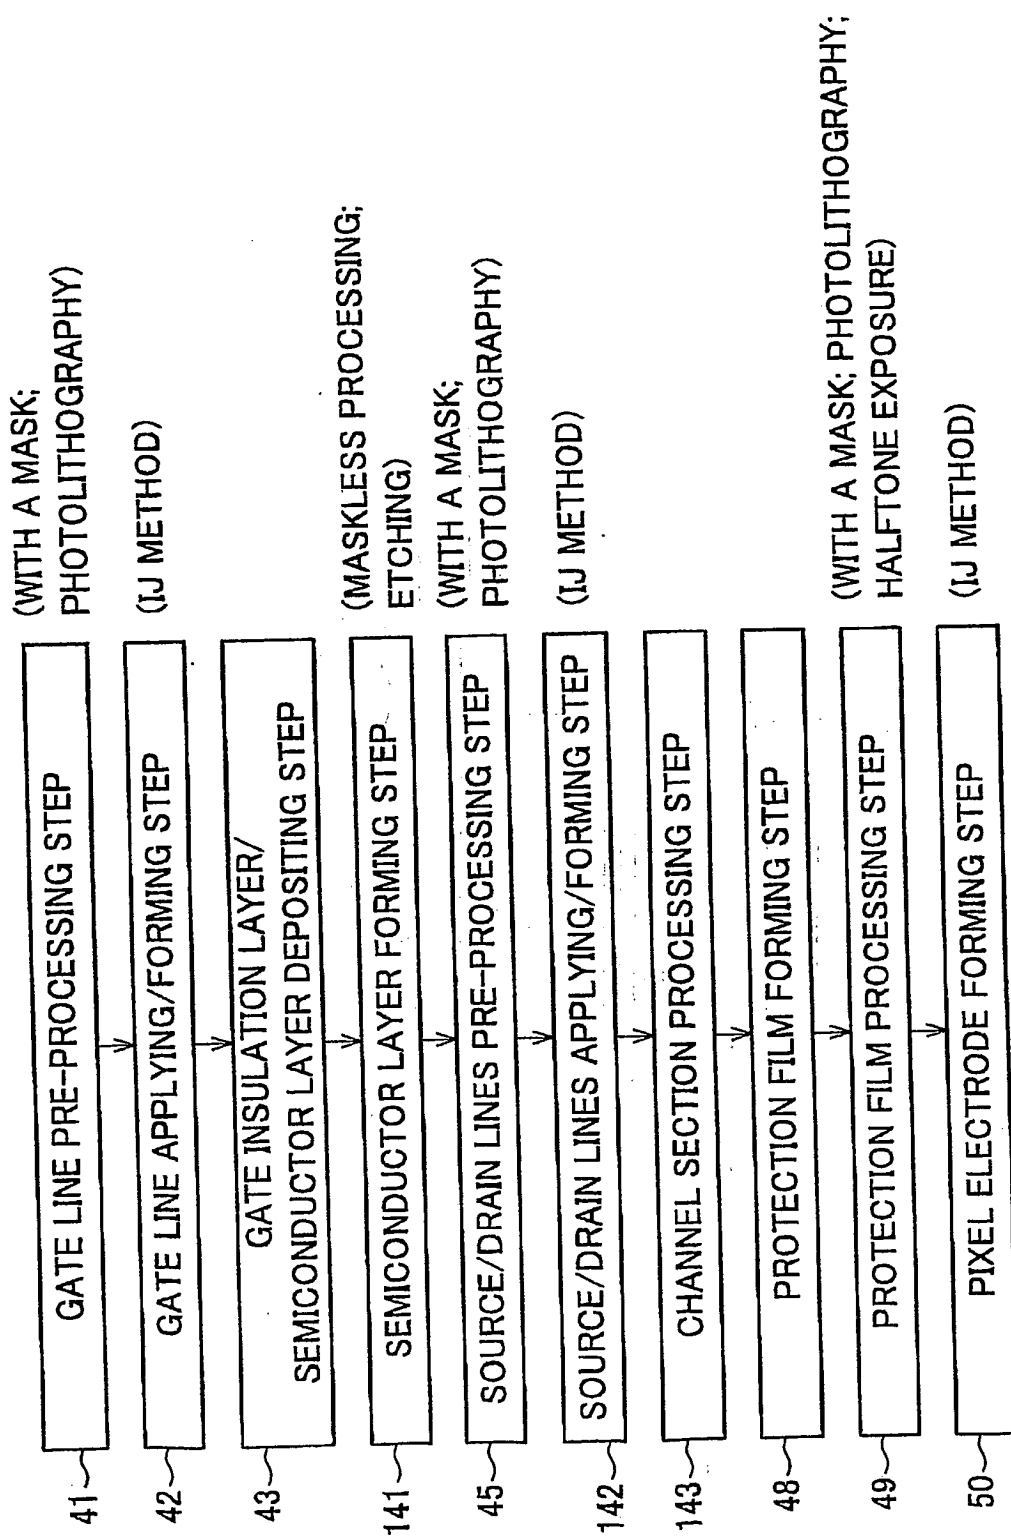 41
GATE LINE PRE-PROCESSING STEP
(WITH A MASK;
PHOTOLITHOGRAPHY)
42
GATE LINE APPLYING/FORMING STEP
(IJ METHOD)
43
GATE INSULATION LAYER/
SEMICONDUCTOR LAYER DEPOSITING STEP
141
SEMICONDUCTOR LAYER FORMING STEP
(MASKLESS PROCESSING;
ETCHING)
45
SOURCE/DRAIN LINES PRE-PROCESSING STEP
(WITH A MASK;
PHOTOLITHOGRAPHY)
142
SOURCE/DRAIN LINES APPLYING/FORMING STEP
(IJ METHOD)
143
CHANNEL SECTION PROCESSING STEP
48
PROTECTION FILM FORMING STEP
49
PROTECTION FILM PROCESSING STEP
(WITH A MASK; PHOTOLITHOGRAPHY;
HALFTONE EXPOSURE)
50
PIXEL ELECTRODE FORMING STEP
(IJ METHOD)